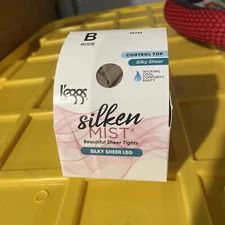 B
NUDE
CONTROL TOP
Silky Sheer
WICKING
COOL
COMFORT
PANTY
L'eggs
silken
MIST
Beautiful Sheer Tights
SILKY SHEER LEG